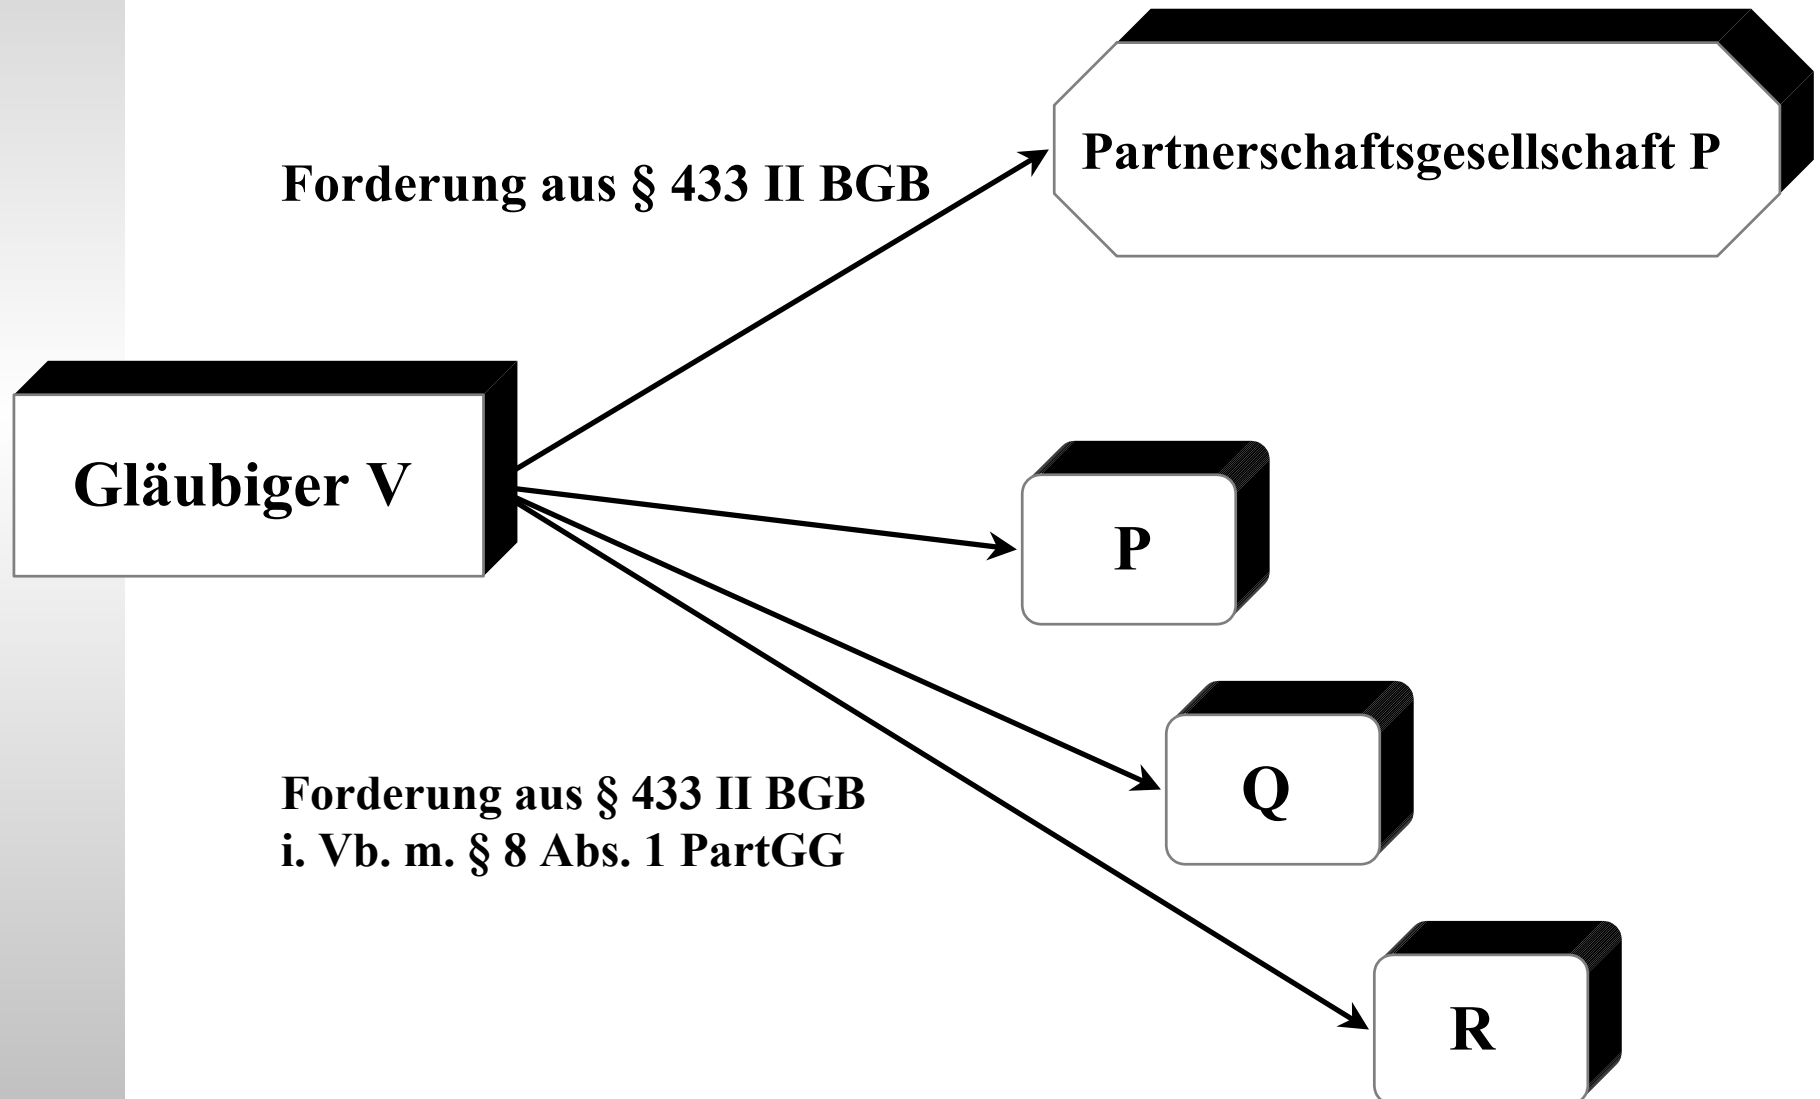 Partnerschaftsgesellschaft P
Forderung aus § 433 II BGB
Gläubiger V
P
Q
Forderung aus § 433 II BGB
i. Vb. m. § 8 Abs. 1 PartGG
R